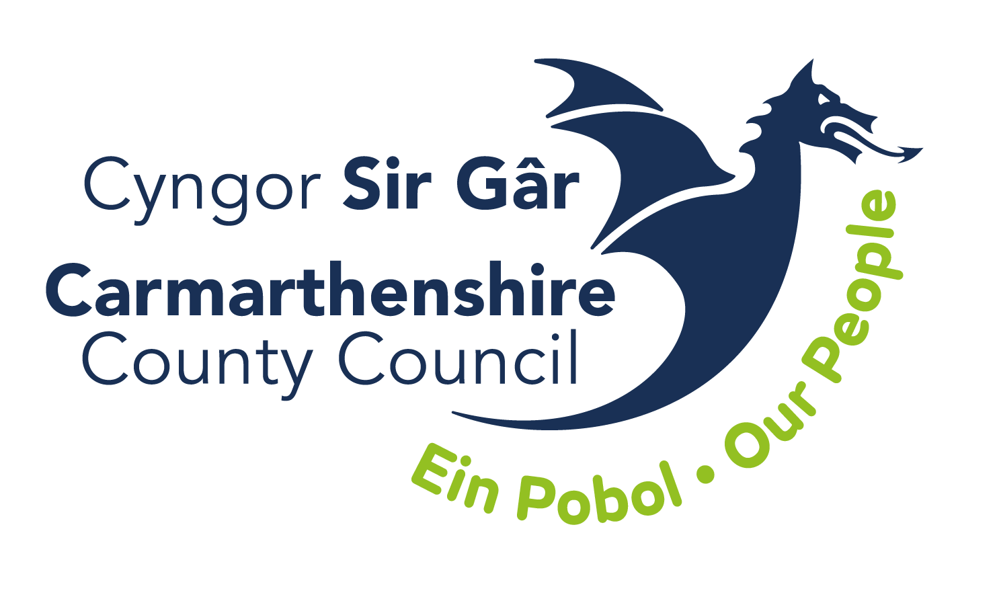 Cyngor Sir Gâr
Carmarthenshire
County Council
Ein Pobol • Our People